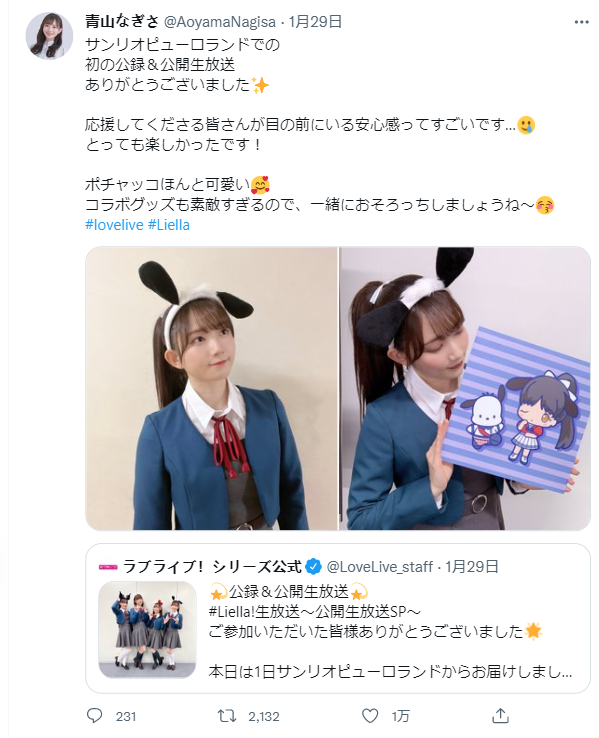 青山なぎさ @AoyamaNagisa · 1月29日
サンリオピューロランドでの
初の公録＆公開生放送
ありがとうございました✨
応援してくださる皆さんが目の前にいる安心感ってすごいです...🥲
とっても楽しかったです！
ポチャッコほんと可愛い🥰
コラボグッズも素敵すぎるので、一緒におそろっちしましょうね〜😚
#lovelive #Liella
ラブライブ！シリーズ公式 @LoveLive_staff · 1月29日
💫公録＆公開生放送💫
#Liella!生放送〜公開生放送SP〜
ご参加いただいた皆様ありがとうございました🌟
本日は1日サンリオピューロランドからお届けしまし...
231 2,132 1万